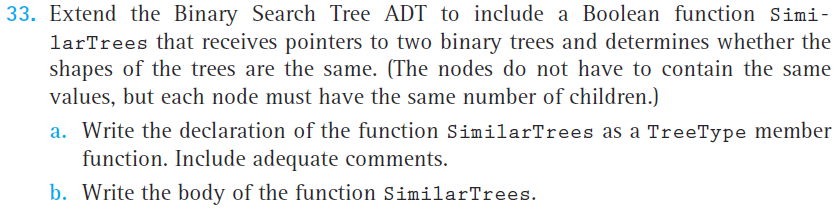 33. Extend the Binary Search Tree ADT to include a Boolean function Simi-
larTrees that receives pointers to two binary trees and determines whether the
shapes of the trees are the same. (The nodes do not have to contain the same
values, but each node must have the same number of children.)
a. Write the declaration of the function SimilarTrees as a TreeType member
function. Include adequate comments.
b. Write the body of the function SimilarTrees.